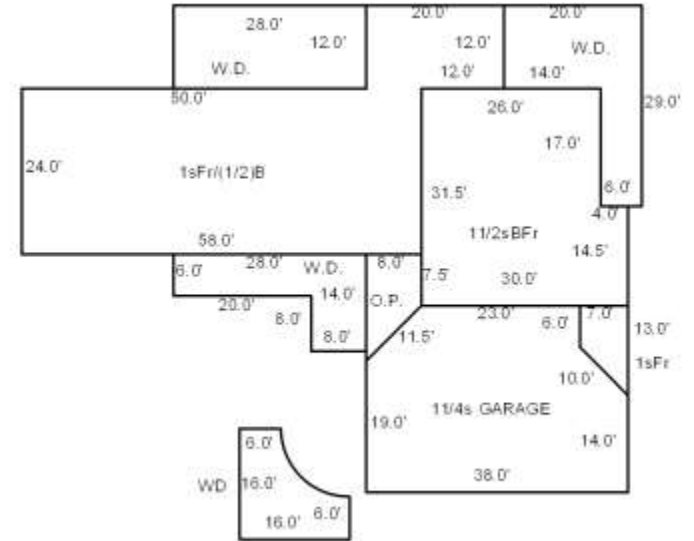 20.0' 20.0'
28.0'
12.0' 12.0' W.D.
W.D. 12.0' 14.0'
50.0' 26.0' 29.0'
17.0'
24.0' 1sFr/(1/2)B
31.5' 6.0'
4.0'
58.0' 11/2sBFr 14.5'
6.0' 28.0' W.D. 8.0' 7.5' 30.0'
20.0' 14.0' O.P.
8.0' 23.0' 6.0' 7.0' 13.0'
8.0' 11.5' 1sFr
10.0'
19.0' 11/4s GARAGE
6.0' 14.0'
WD 16.0' 38.0'
16.0' 6.0'